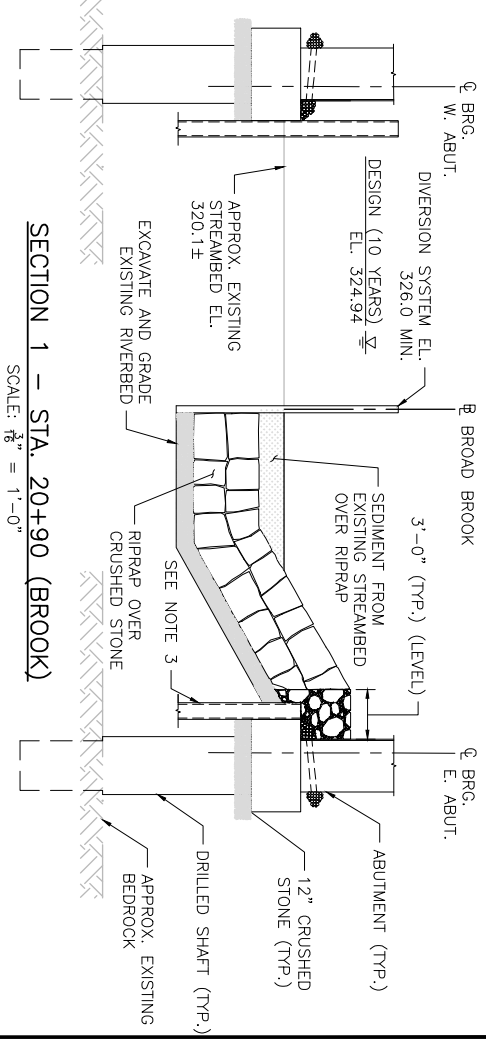 ℄ BRG.
W. ABUT.
DIVERSION SYSTEM EL.
326.0 MIN.
DESIGN (10 YEARS)
EL. 324.94
APPROX. EXISTING
STREAMBED EL.
320.1±
EXCAVATE AND GRADE
EXISTING RIVERBED
BROAD BROOK
SEDIMENT FROM
EXISTING STREAMBED
OVER RIPRAP
3'-0" (TYP.) (LEVEL)
SEE NOTE 3
RIPRAP OVER
CRUSHED STONE
℄ BRG.
E. ABUT.
ABUTMENT (TYP.)
12" CRUSHED
STONE (TYP.)
DRILLED SHAFT (TYP.)
APPROX. EXISTING
BEDROCK
SECTION 1 - STA. 20+90 (BROOK)
SCALE: 3/16" = 1'-0"